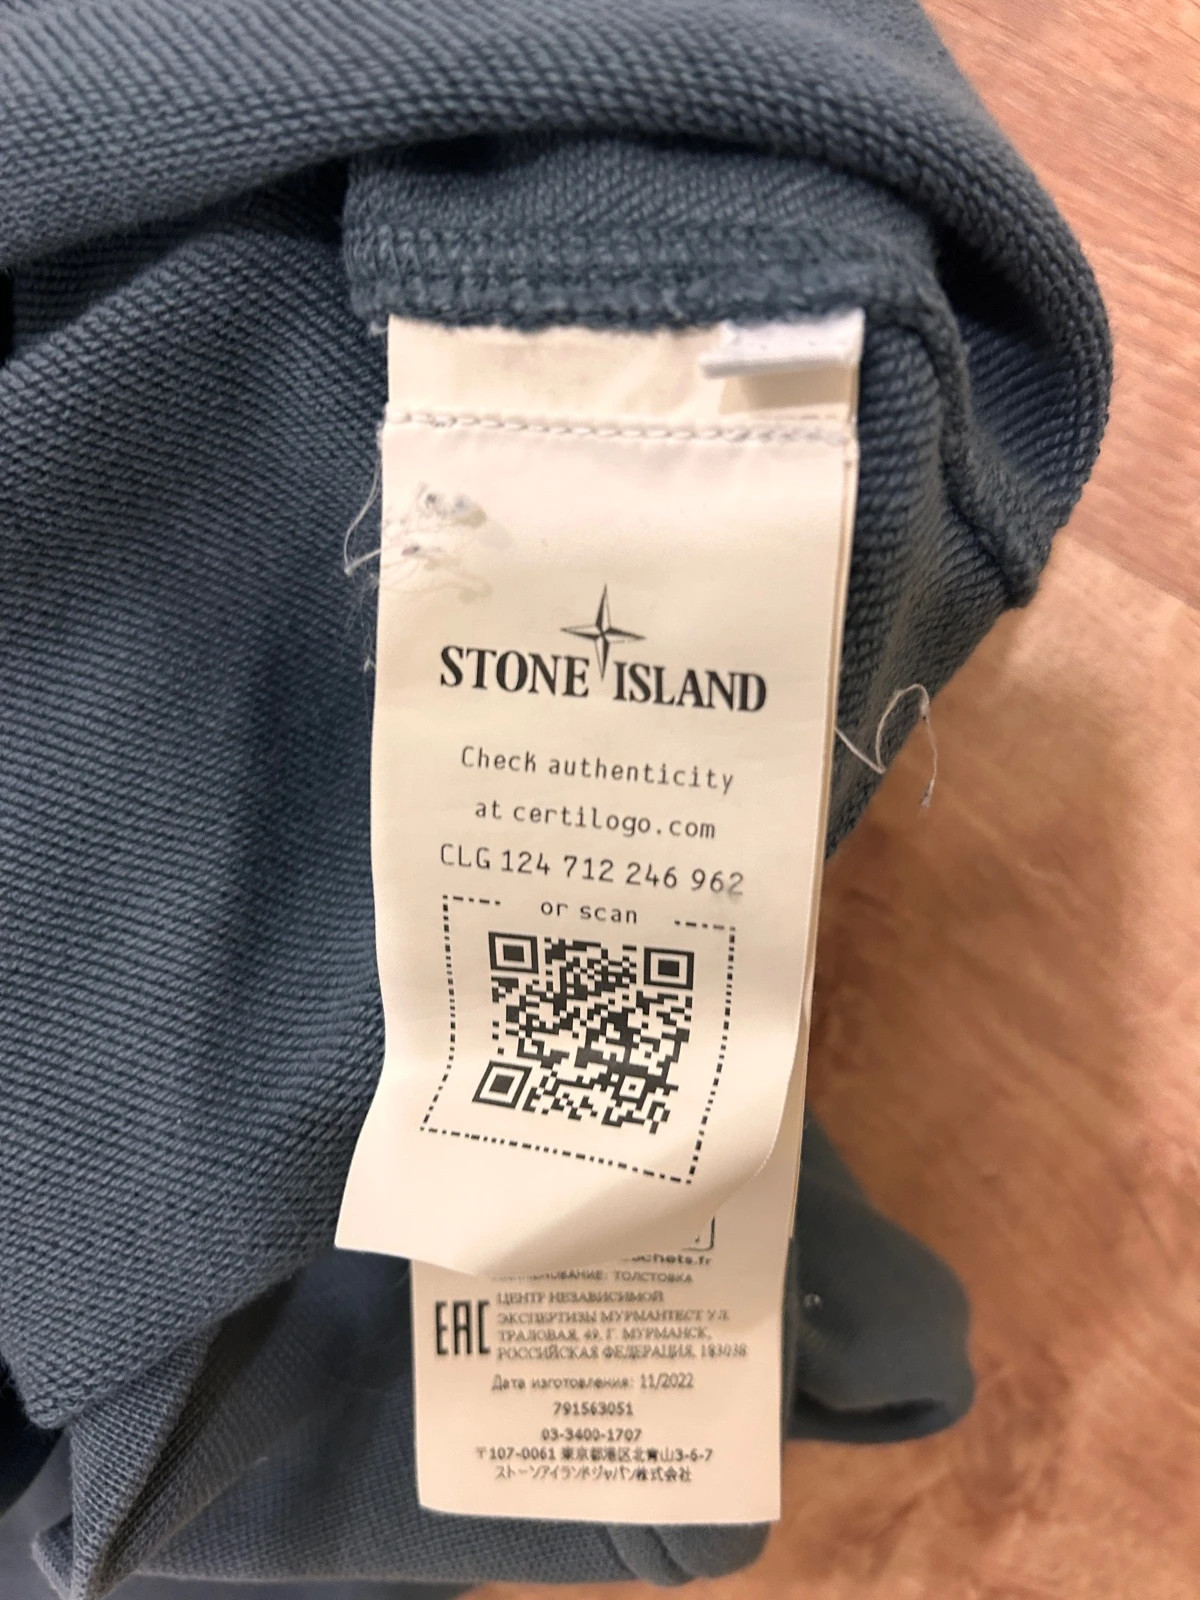 STONE ISLAND
Check authenticity
at certilogo.com
CLG 124 712 246 962
or scan
ТОЛСТОВКА
EAC
ЦЕНТР НЕЗАВИСИМОЙ
ЭКСПЕРТИЗЫ МУРМАНТЕСТ УЛ.
ТРАЛОВАЯ, 49, Г. МУРМАНСК,
РОССИЙСКАЯ ФЕДЕРАЦИЯ, 183038
Дата изготовления: 11/2022
791563051
03-3400-1707
〒107-0061 東京都港区北青山3-6-7
ストーンアイランドジャパン株式会社